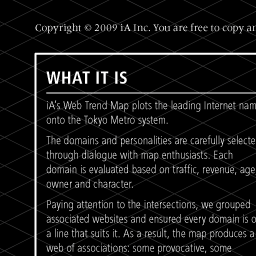 Copyright © 2009 iA Inc. You are free to copy
WHAT IT IS
iA's Web Trend Map plots the leading Internet
onto the Tokyo Metro system.
The domains and personalities are carefully
through dialogue with map enthusiasts. Each
domain is evaluated based on traffic, revenue, age
owner and character.
Paying attention to the intersections, we grouped
associated websites and ensured every domain is
a line that suits it. As a result, the map produces a
web of associations: some provocative, some